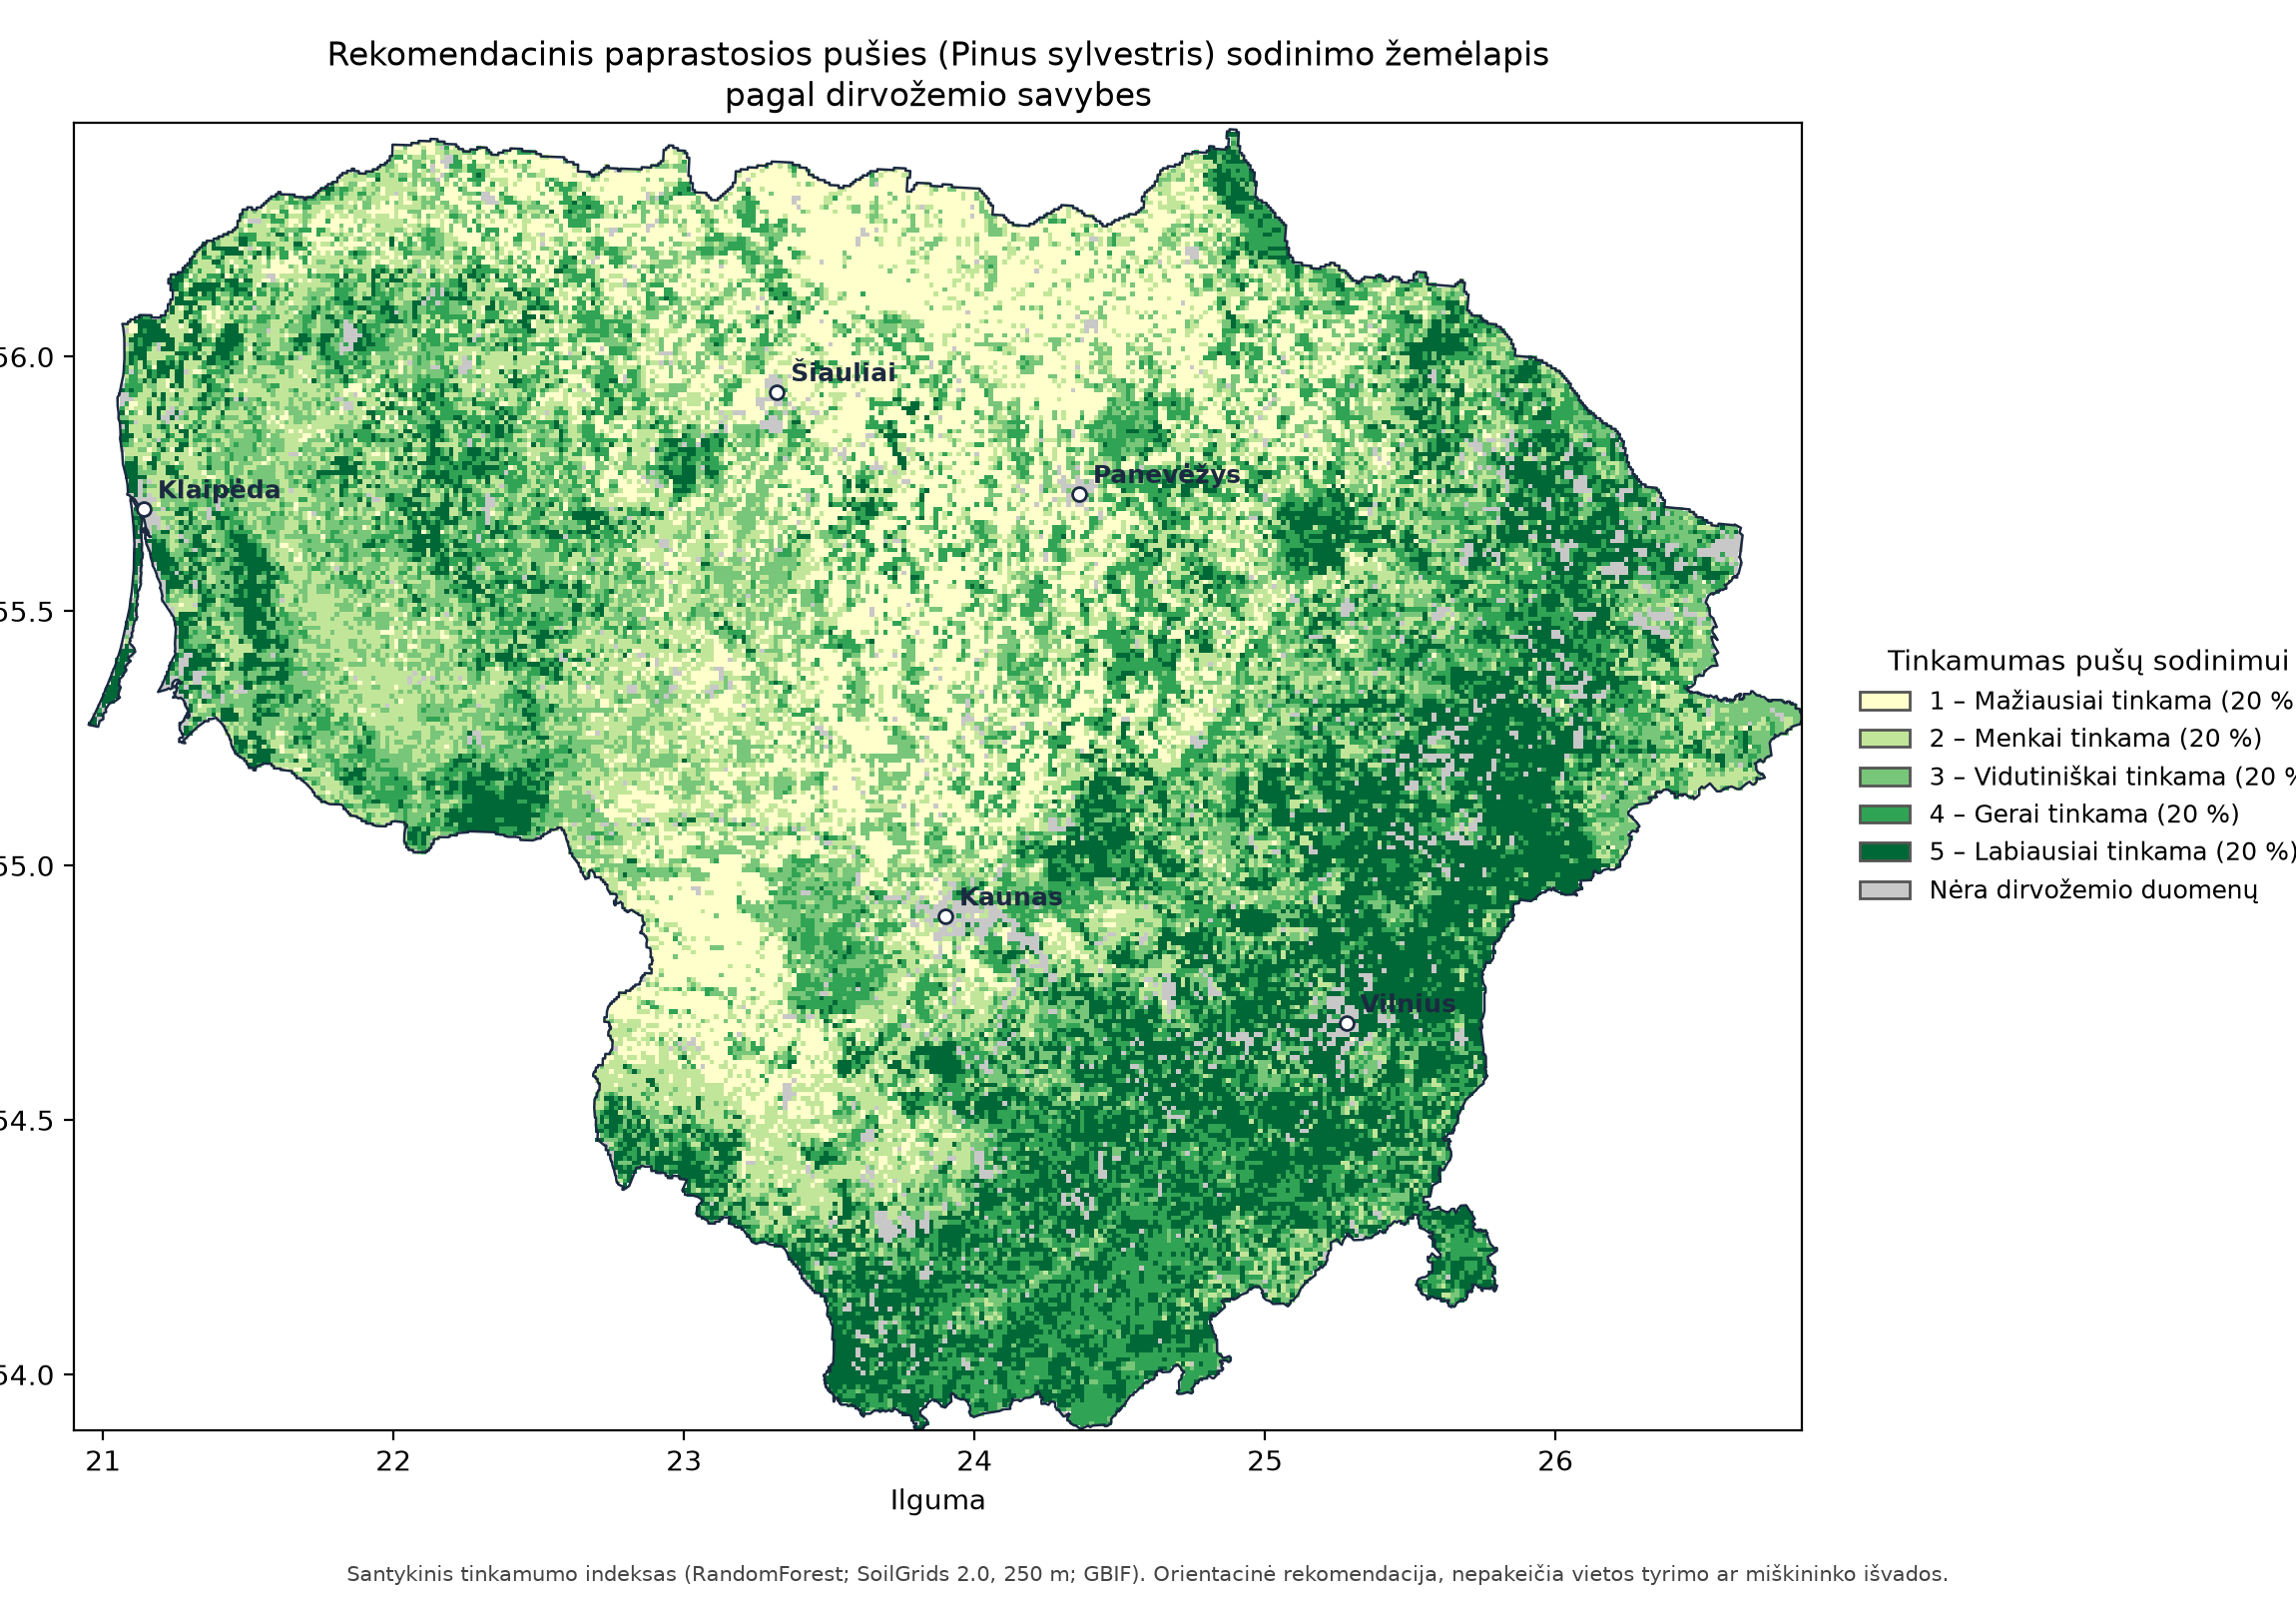 Rekomendacinis paprastosios pušies (Pinus sylvestris) sodinimo žemėlapis
pagal dirvožemio savybes
56.0
55.5
55.0
54.5
54.0
Šiauliai
Panevėžys
Klaipėda
Kaunas
Vilnius
21 22 23 24 25 26
Ilguma
Tinkamumas pušų sodinimui
1 – Mažiausiai tinkama (20 %
2 – Menkai tinkama (20 %)
3 – Vidutiniškai tinkama (20 %
4 – Gerai tinkama (20 %)
5 – Labiausiai tinkama (20 %)
Nėra dirvožemio duomenų
Santykinis tinkamumo indeksas (RandomForest; SoilGrids 2.0, 250 m; GBIF). Orientacinė rekomendacija, nepakeičia vietos tyrimo ar miškininko išvados.